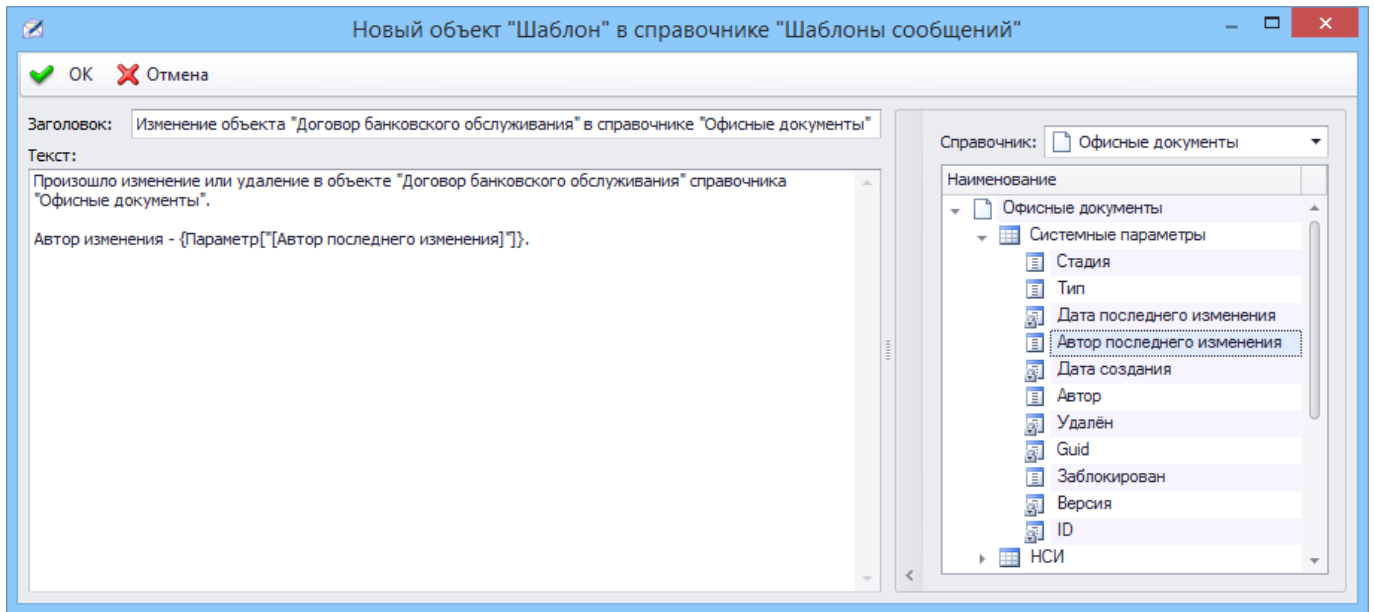 Новый объект "Шаблон" в справочнике "Шаблоны сообщений"
ОК Отмена
Заголовок: Изменение объекта "Договор банковского обслуживания" в справочнике "Офисные документы"
Текст:
Произошло изменение или удаление в объекте "Договор банковского обслуживания" справочника
"Офисные документы".
Автор изменения - {Параметр["[Автор последнего изменения]"]}.
Справочник: Офисные документы
Наименование
Офисные документы
Системные параметры
Стадия
Тип
Дата последнего изменения
Автор последнего изменения
Дата создания
Автор
Удалён
Guid
Заблокирован
Версия
ID
НСИ